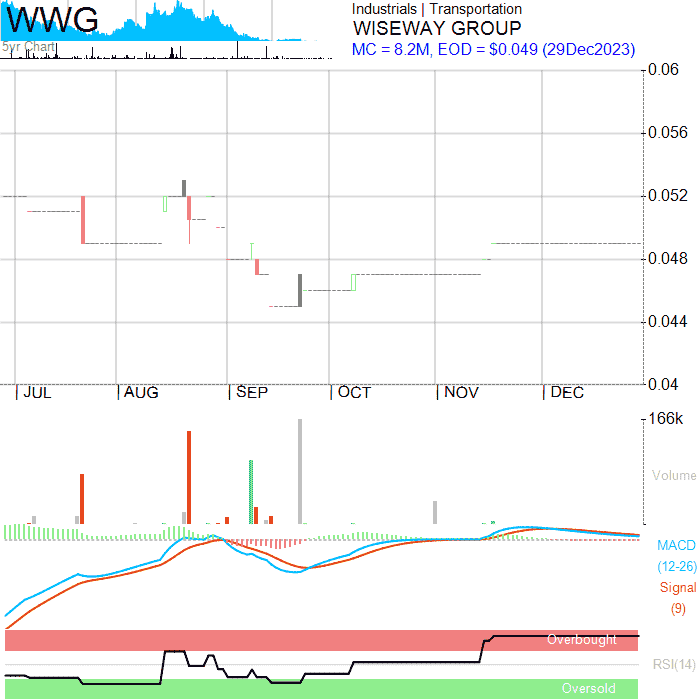 WWG
5yr Chart
Industrials | Transportation
WISEWAY GROUP
MC = 8.2M, EOD = $0.049 (29Dec2023)
0.06
0.056
0.052
0.048
0.044
0.04
JUL AUG SEP OCT NOV DEC
166k
Volume
MACD
(12-26)
Signal
(9)
Overbought
RSI(14)
Oversold